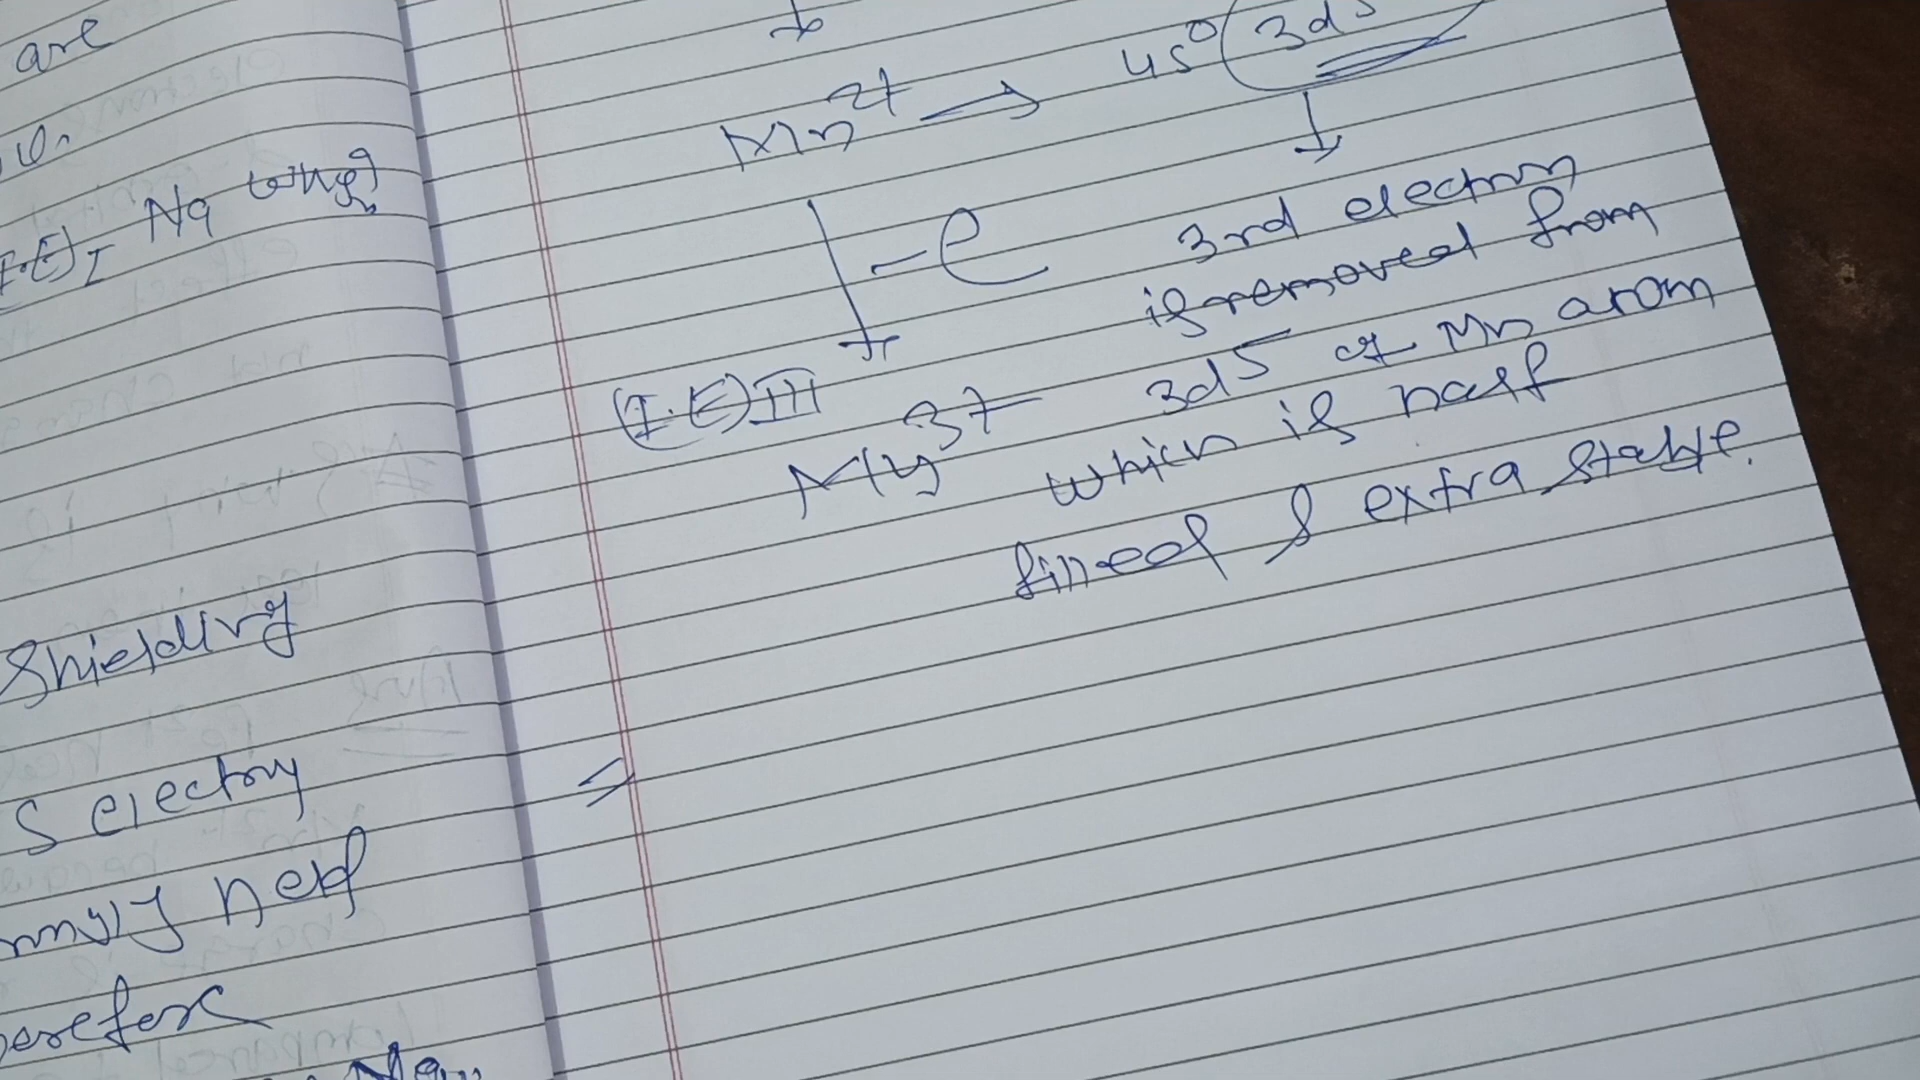 are
(I.E)I Na
Shielding
S electron
herefore
Mn2+ → 4s0 3d5
-e
3rd electron
is removed from
(I.E)III
Mn3+
3d5 of Mn atom
which is half
filled & extra stable.